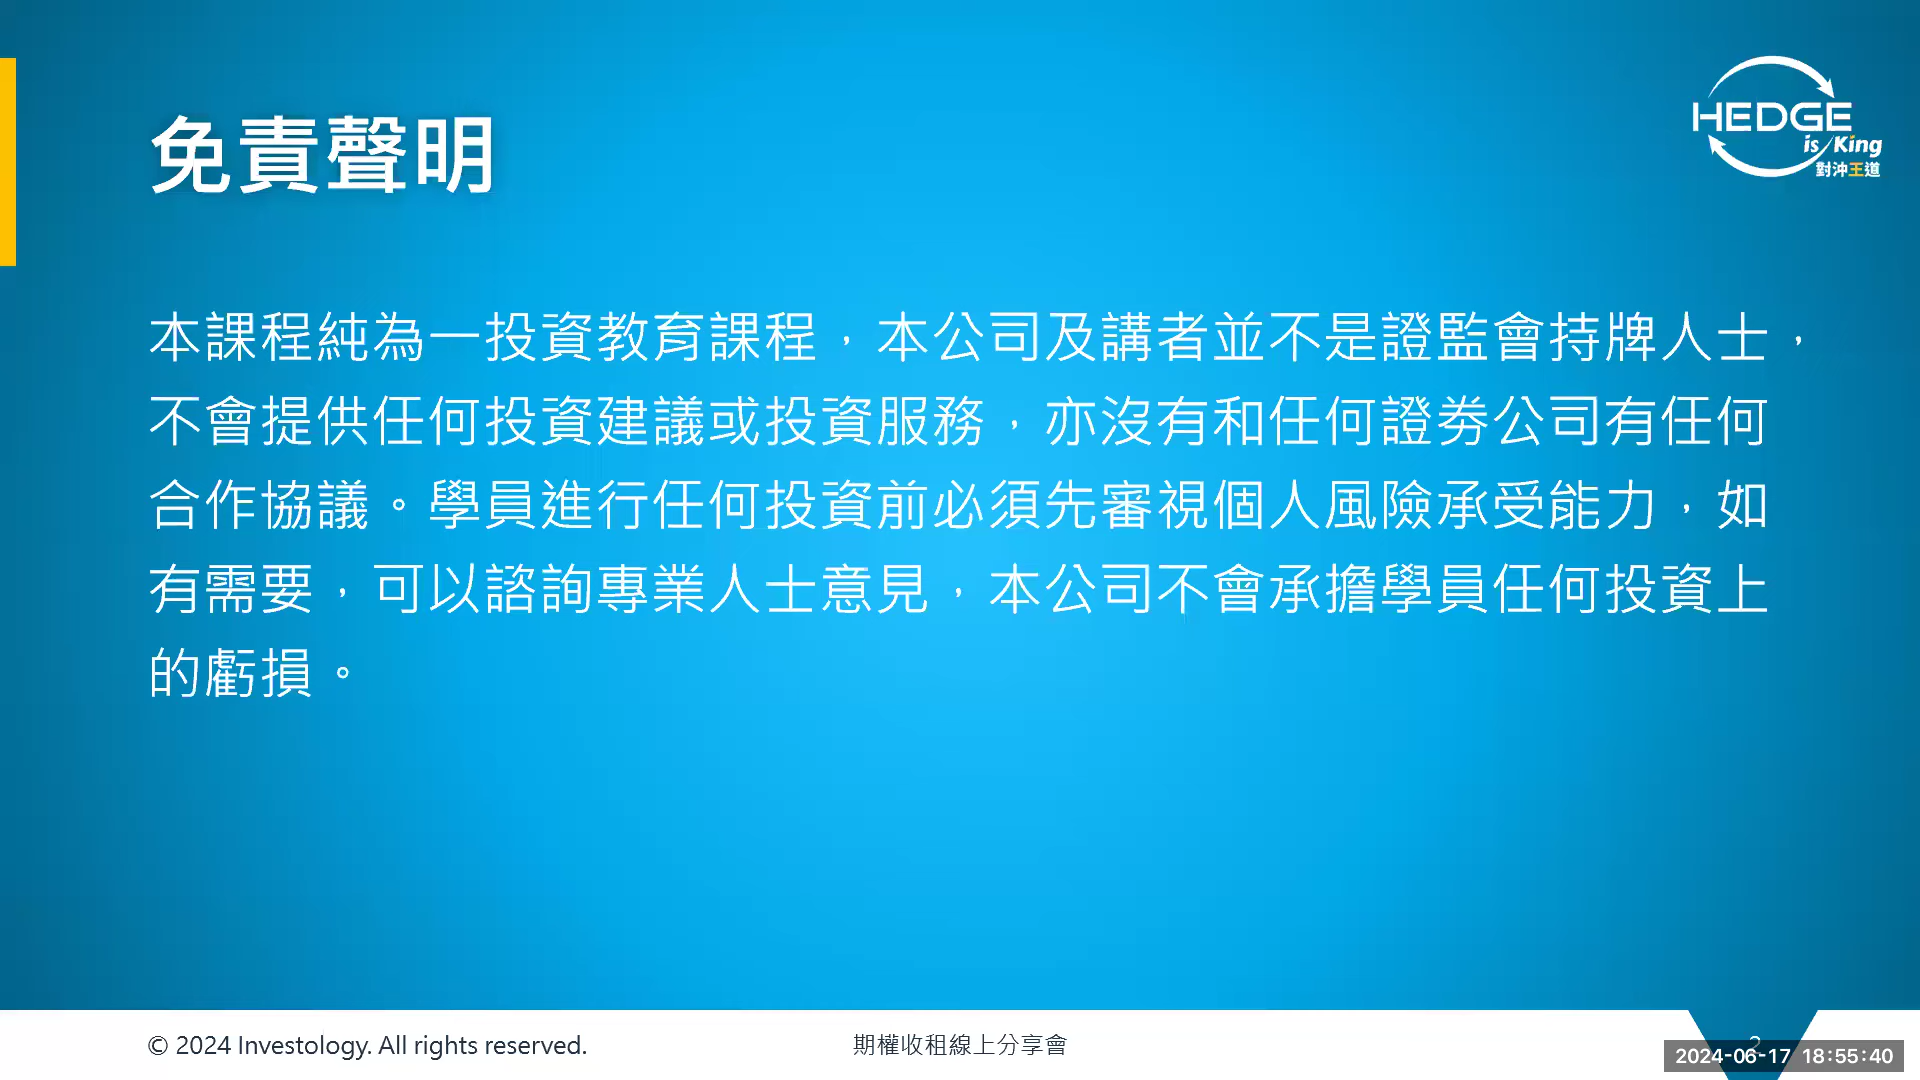 HEDGE
is King
對沖王道
免責聲明
本課程純為一投資教育課程，本公司及講者並不是證監會持牌人士，
不會提供任何投資建議或投資服務，亦沒有和任何證券公司有任何
合作協議。學員進行任何投資前必須先審視個人風險承受能力，如
有需要，可以諮詢專業人士意見，本公司不會承擔學員任何投資上
的虧損。
© 2024 Investology. All rights reserved.
期權收租線上分享會
2
2024-06-17 18:55:40